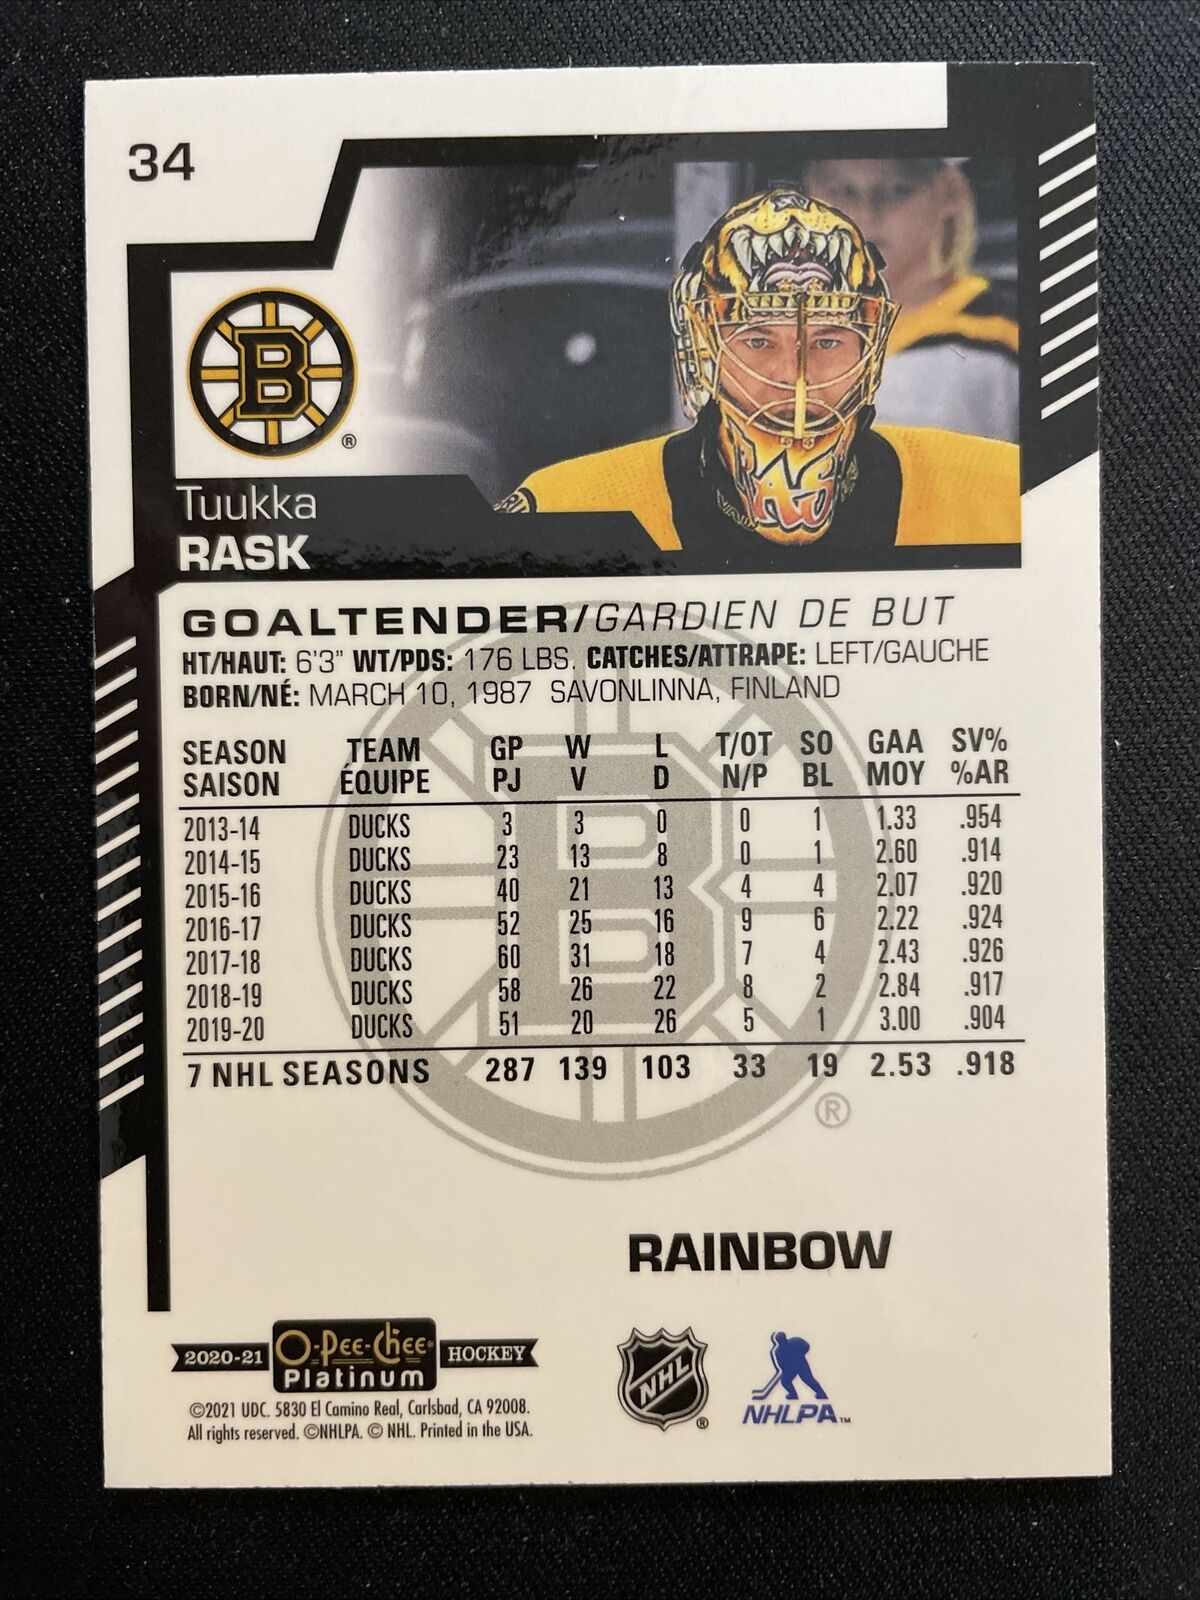 34
B
®
Tuukka
RASK
RAS
GOALTENDER/GARDIEN DE BUT
HT/HAUT: 6'3" WT/PDS: 176 LBS. CATCHES/ATTRAPE: LEFT/GAUCHE
BORN/NÉ: MARCH 10, 1987 SAVONLINNA, FINLAND
SEASON TEAM GP W L T/OT SO GAA SV%
SAISON ÉQUIPE PJ V D N/P BL MOY %AR
2013-14 DUCKS 3 3 0 0 1 1.33 .954
2014-15 DUCKS 23 13 8 0 1 2.60 .914
2015-16 DUCKS 40 21 13 4 4 2.07 .920
2016-17 DUCKS 52 25 16 9 6 2.22 .924
2017-18 DUCKS 60 31 18 7 4 2.43 .926
2018-19 DUCKS 58 26 22 8 2 2.84 .917
2019-20 DUCKS 51 20 26 5 1 3.00 .904
7 NHL SEASONS 287 139 103 33 19 2.53 .918
B
®
RAINBOW
2020-21 O-PEE-CHEE® Platinum HOCKEY
©2021 UDC. 5830 El Camino Real, Carlsbad, CA 92008.
All rights reserved. ©NHLPA. © NHL. Printed in the USA.
NHL ®
NHLPA™